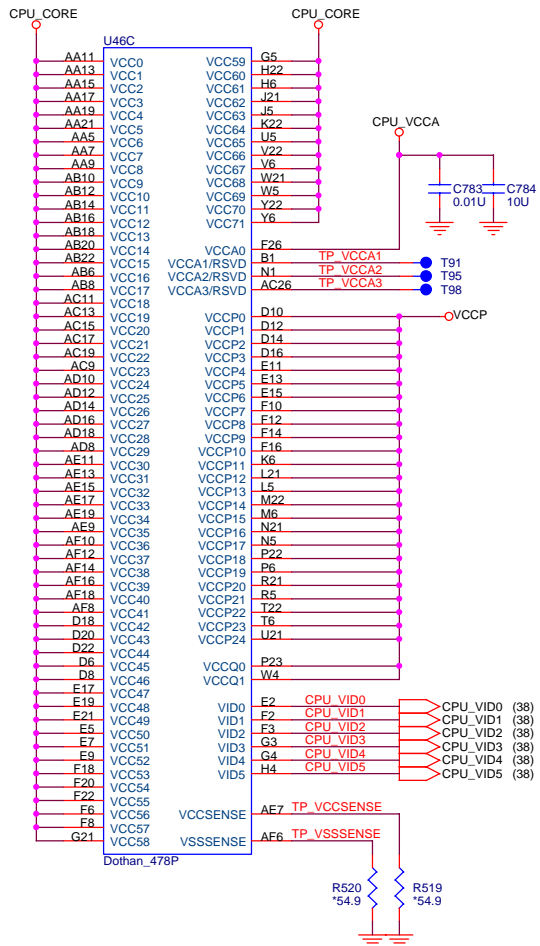 CPU_CORE CPU_CORE
U46C
AA11 VCC0 VCC59 G5
AA13 VCC1 VCC60 H22
AA15 VCC2 VCC61 H6
AA17 VCC3 VCC62 J21
AA19 VCC4 VCC63 J5
AA21 VCC5 VCC64 K22
AA5 VCC6 VCC65 U5
AA7 VCC7 VCC66 V22
AA9 VCC8 VCC67 V6
AB10 VCC9 VCC68 W21
AB12 VCC10 VCC69 W5
AB14 VCC11 VCC70 Y22
AB16 VCC12 VCC71 Y6
AB18 VCC13
AB20 VCC14 VCCA0 F26
AB22 VCC15 VCCA1/RSVD B1 TP_VCCA1 T91
AB6 VCC16 VCCA2/RSVD N1 TP_VCCA2 T95
AB8 VCC17 VCCA3/RSVD AC26 TP_VCCA3 T98
AC11 VCC18
AC13 VCC19 VCCP0 D10 VCCP
AC15 VCC20 VCCP1 D12
AC17 VCC21 VCCP2 D14
AC19 VCC22 VCCP3 D16
AC9 VCC23 VCCP4 E11
AD10 VCC24 VCCP5 E13
AD12 VCC25 VCCP6 E15
AD14 VCC26 VCCP7 F10
AD16 VCC27 VCCP8 F12
AD18 VCC28 VCCP9 F14
AD8 VCC29 VCCP10 F16
AE11 VCC30 VCCP11 K6
AE13 VCC31 VCCP12 L21
AE15 VCC32 VCCP13 L5
AE17 VCC33 VCCP14 M22
AE19 VCC34 VCCP15 M6
AE9 VCC35 VCCP16 N21
AF10 VCC36 VCCP17 N5
AF12 VCC37 VCCP18 P22
AF14 VCC38 VCCP19 P6
AF16 VCC39 VCCP20 R21
AF18 VCC40 VCCP21 R5
AF8 VCC41 VCCP22 T22
D18 VCC42 VCCP23 T6
D20 VCC43 VCCP24 U21
D22 VCC44
D6 VCC45 VCCQ0 P23
D8 VCC46 VCCQ1 W4
E17 VCC47
E19 VCC48 VID0 E2 CPU_VID0 CPU_VID0 (38)
E21 VCC49 VID1 F2 CPU_VID1 CPU_VID1 (38)
E5 VCC50 VID2 F3 CPU_VID2 CPU_VID2 (38)
E7 VCC51 VID3 G3 CPU_VID3 CPU_VID3 (38)
E9 VCC52 VID4 G4 CPU_VID4 CPU_VID4 (38)
F18 VCC53 VID5 H4 CPU_VID5 CPU_VID5 (38)
F20 VCC54
F22 VCC55
F6 VCC56 VCCSENSE AE7 TP_VCCSENSE
F8 VCC57
G21 VCC58 VSSSENSE AF6 TP_VSSSENSE
Dothan_478P
CPU_VCCA
C783 C784
0.01U 10U
R520 R519
*54.9 *54.9